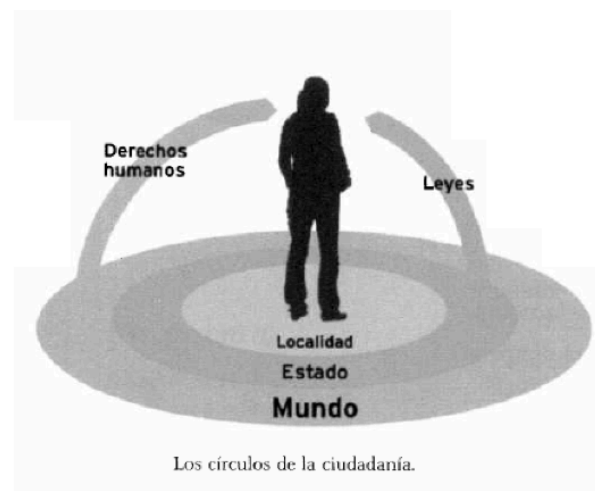 Derechos
humanos
Leyes
Localidad
Estado
Mundo
Los círculos de la ciudadanía.